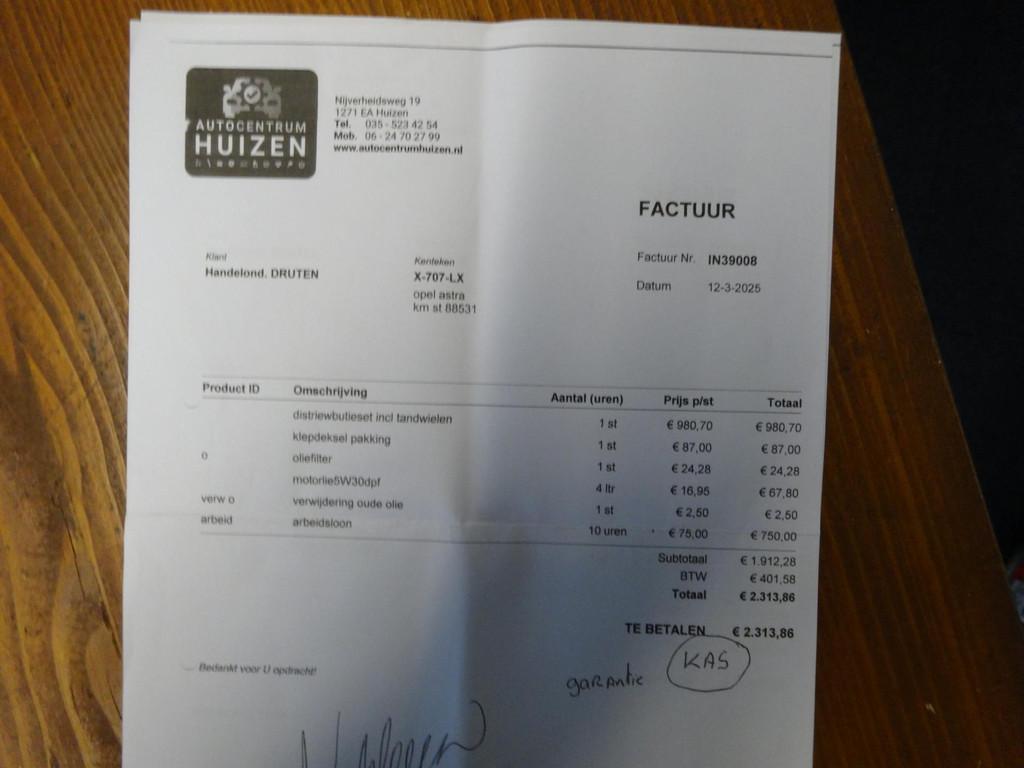 AUTOCENTRUM
HUIZEN
Nijverheidsweg 19
1271 EA Huizen
Tel. 035 - 523 42 54
Mob. 06 - 24 70 27 99
www.autocentrumhuizen.nl
FACTUUR
Klant
Handelond. DRUTEN
Kenteken
X-707-LX
opel astra
km st 88531
Factuur Nr. IN39008
Datum 12-3-2025
Product ID Omschrijving Aantal (uren) Prijs p/st Totaal
distriewbutieset incl tandwielen 1 st € 980,70 € 980,70
klepdeksel pakking 1 st € 87,00 € 87,00
o oliefilter 1 st € 24,28 € 24,28
motorlie5W30dpf 4 ltr € 16,95 € 67,80
verw o verwijdering oude olie 1 st € 2,50 € 2,50
arbeid arbeidsloon 10 uren € 75,00 € 750,00
Subtotaal € 1.912,28
BTW € 401,58
Totaal € 2.313,86
TE BETALEN € 2.313,86
KAS
garantie
Bedankt voor U opdracht!